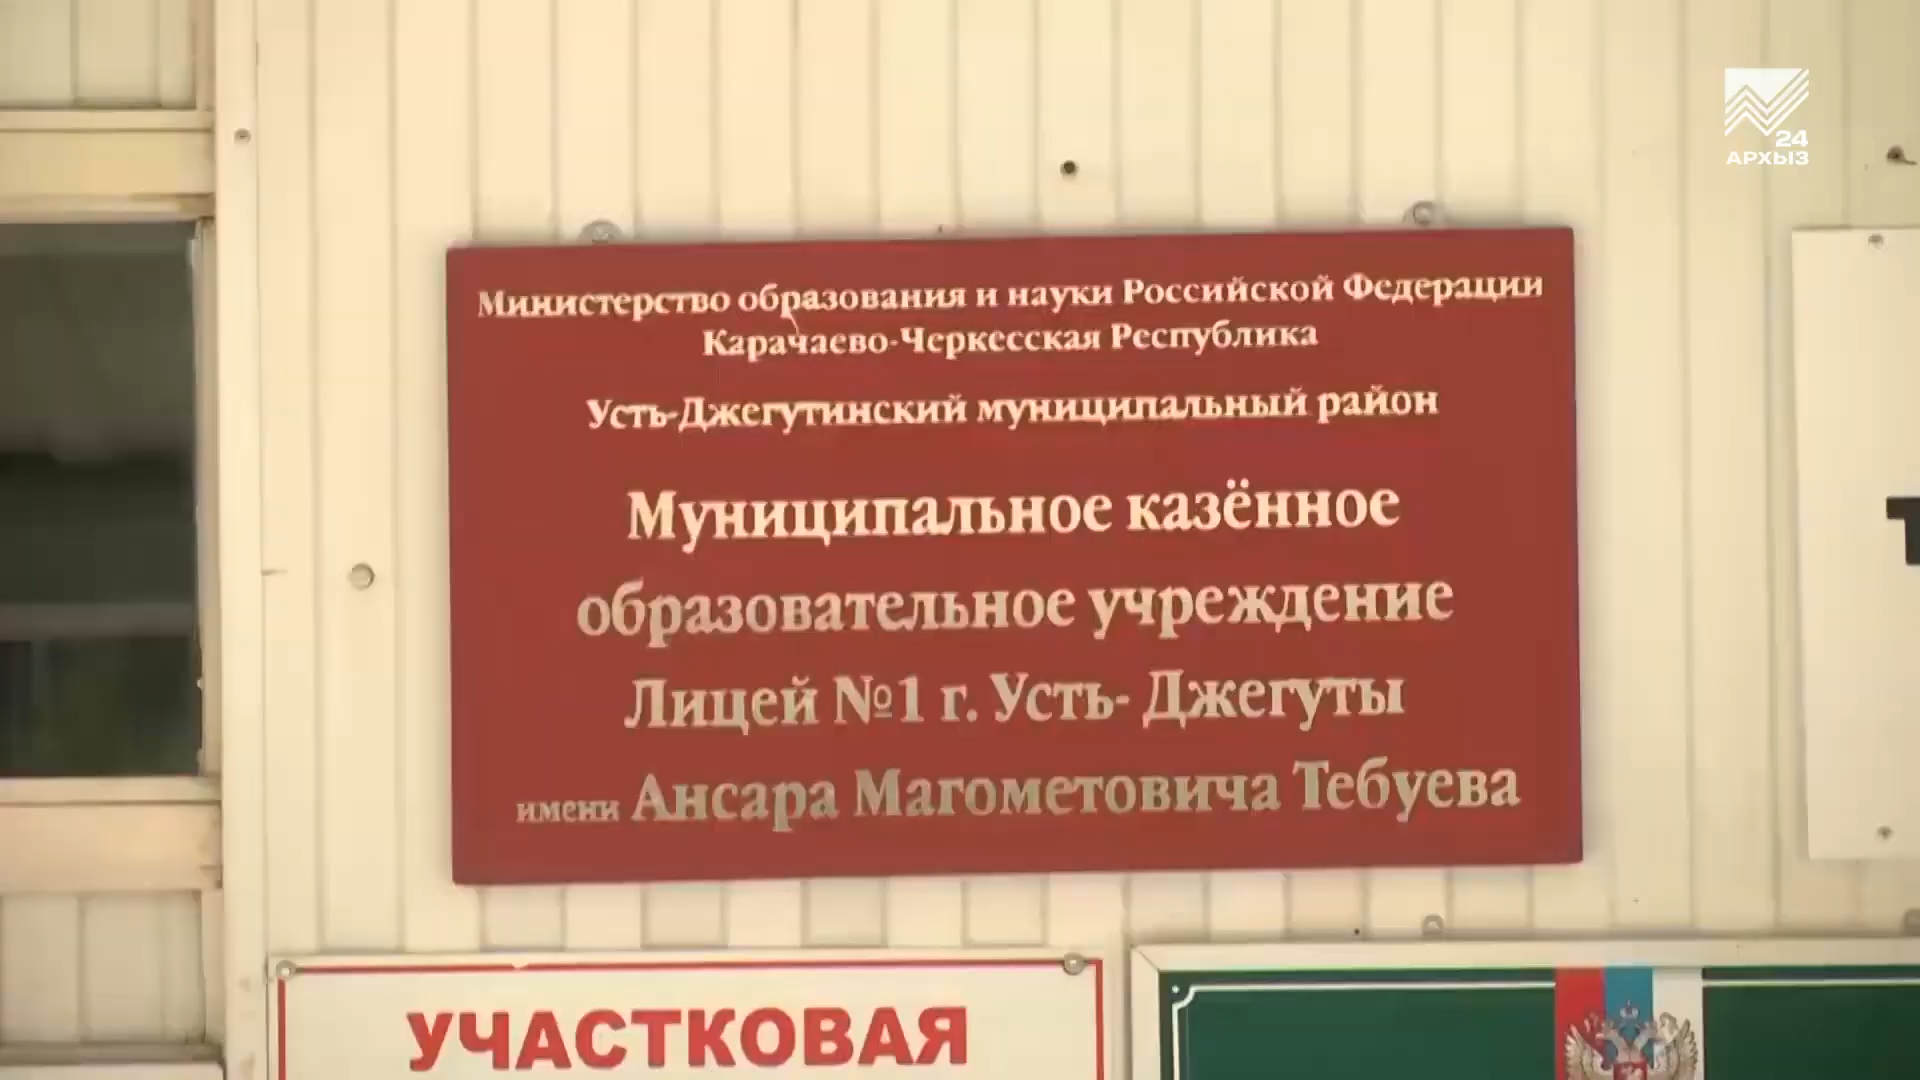 24
АРХЫЗ
Министерство образования и науки Российской Федерации
Карачаево-Черкесская Республика
Усть-Джегутинский муниципальный район
Муниципальное казённое
образовательное учреждение
Лицей №1 г. Усть- Джегуты
имени Ансара Магометовича Тебуева
УЧАСТКОВАЯ